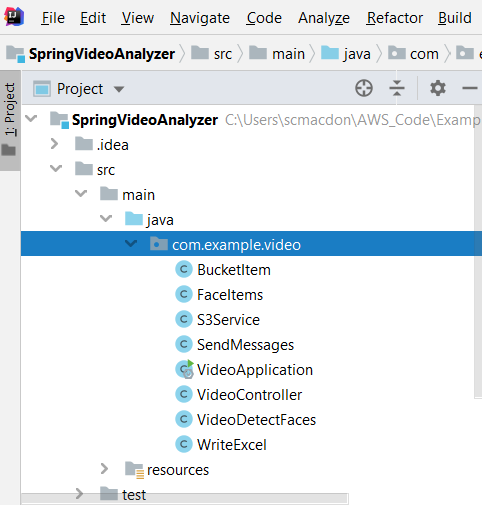 File Edit View Navigate Code Analyze Refactor Build
SpringVideoAnalyzer src main java com
1: Project
Project
SpringVideoAnalyzer C:\Users\scmacdon\AWS_Code\Examp
.idea
src
main
java
com.example.video
BucketItem
FaceItems
S3Service
SendMessages
VideoApplication
VideoController
VideoDetectFaces
WriteExcel
resources
test